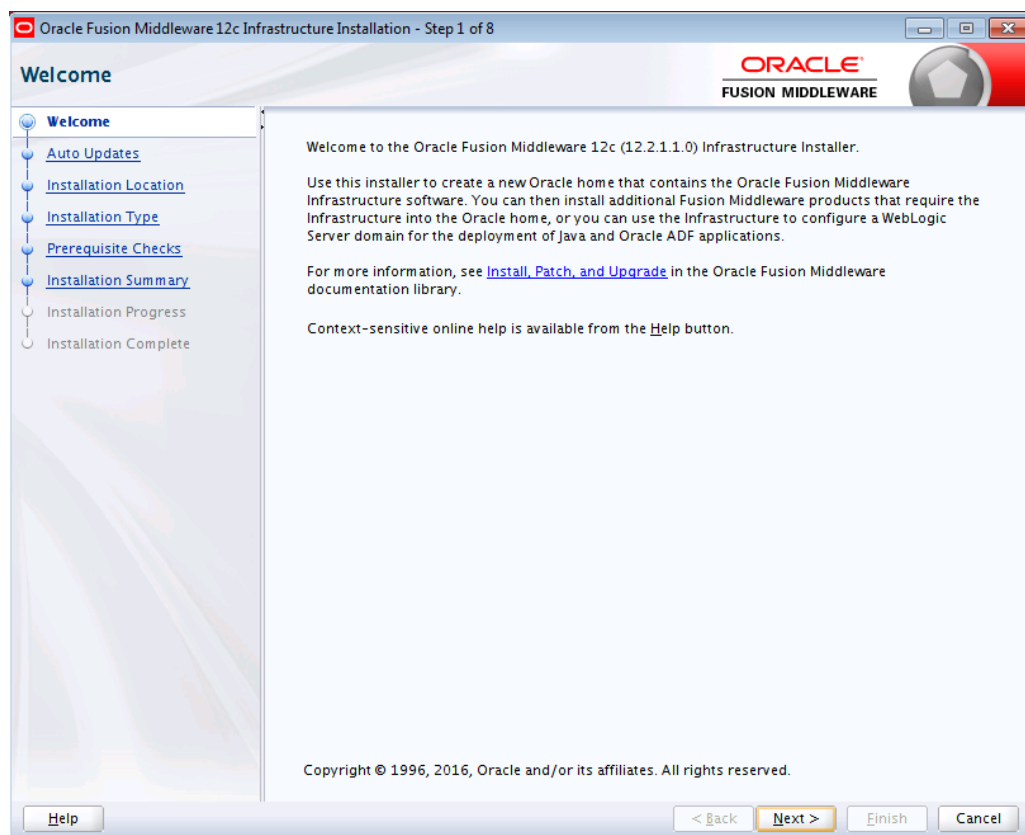 Oracle Fusion Middleware 12c Infrastructure Installation - Step 1 of 8
Welcome
ORACLE
FUSION MIDDLEWARE
Welcome
Auto Updates
Installation Location
Installation Type
Prerequisite Checks
Installation Summary
Installation Progress
Installation Complete
Welcome to the Oracle Fusion Middleware 12c (12.2.1.1.0) Infrastructure Installer.
Use this installer to create a new Oracle home that contains the Oracle Fusion Middleware
Infrastructure software. You can then install additional Fusion Middleware products that require the
Infrastructure into the Oracle home, or you can use the Infrastructure to configure a WebLogic
Server domain for the deployment of Java and Oracle ADF applications.
For more information, see Install, Patch, and Upgrade in the Oracle Fusion Middleware
documentation library.
Context-sensitive online help is available from the Help button.
Copyright © 1996, 2016, Oracle and/or its affiliates. All rights reserved.
Help
< Back
Next >
Finish
Cancel